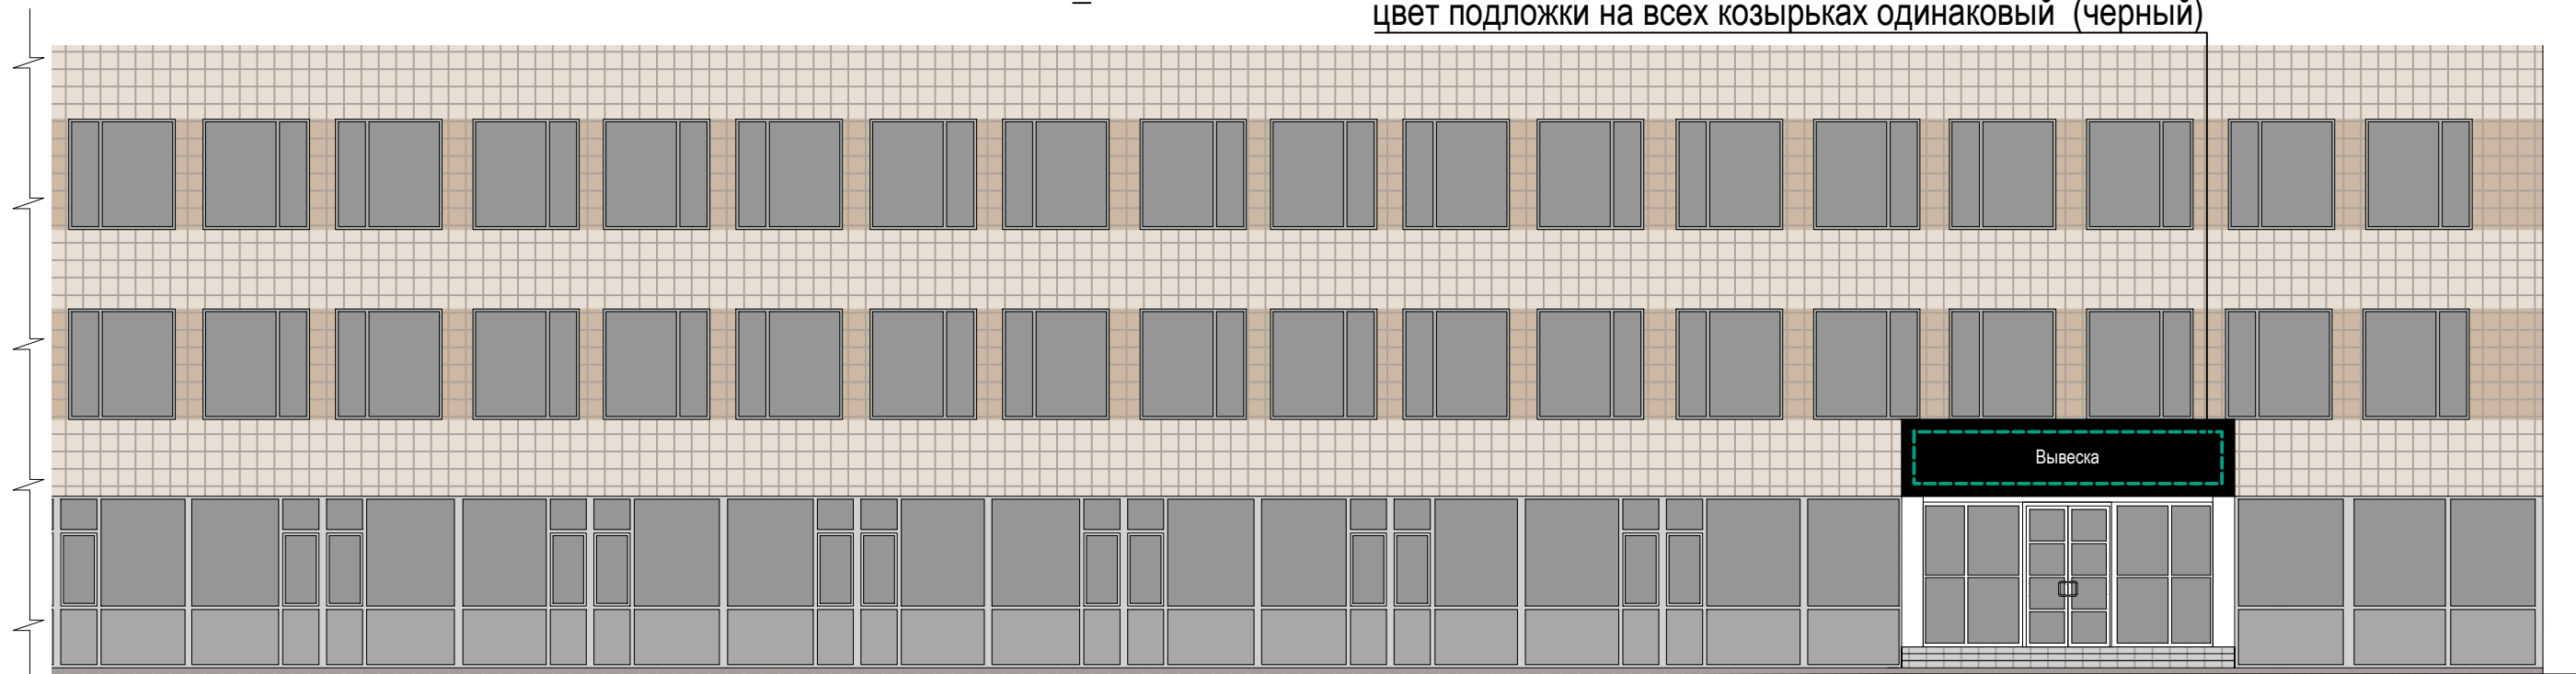 цвет подложки на всех козырьках одинаковый (черный)
Вывеска